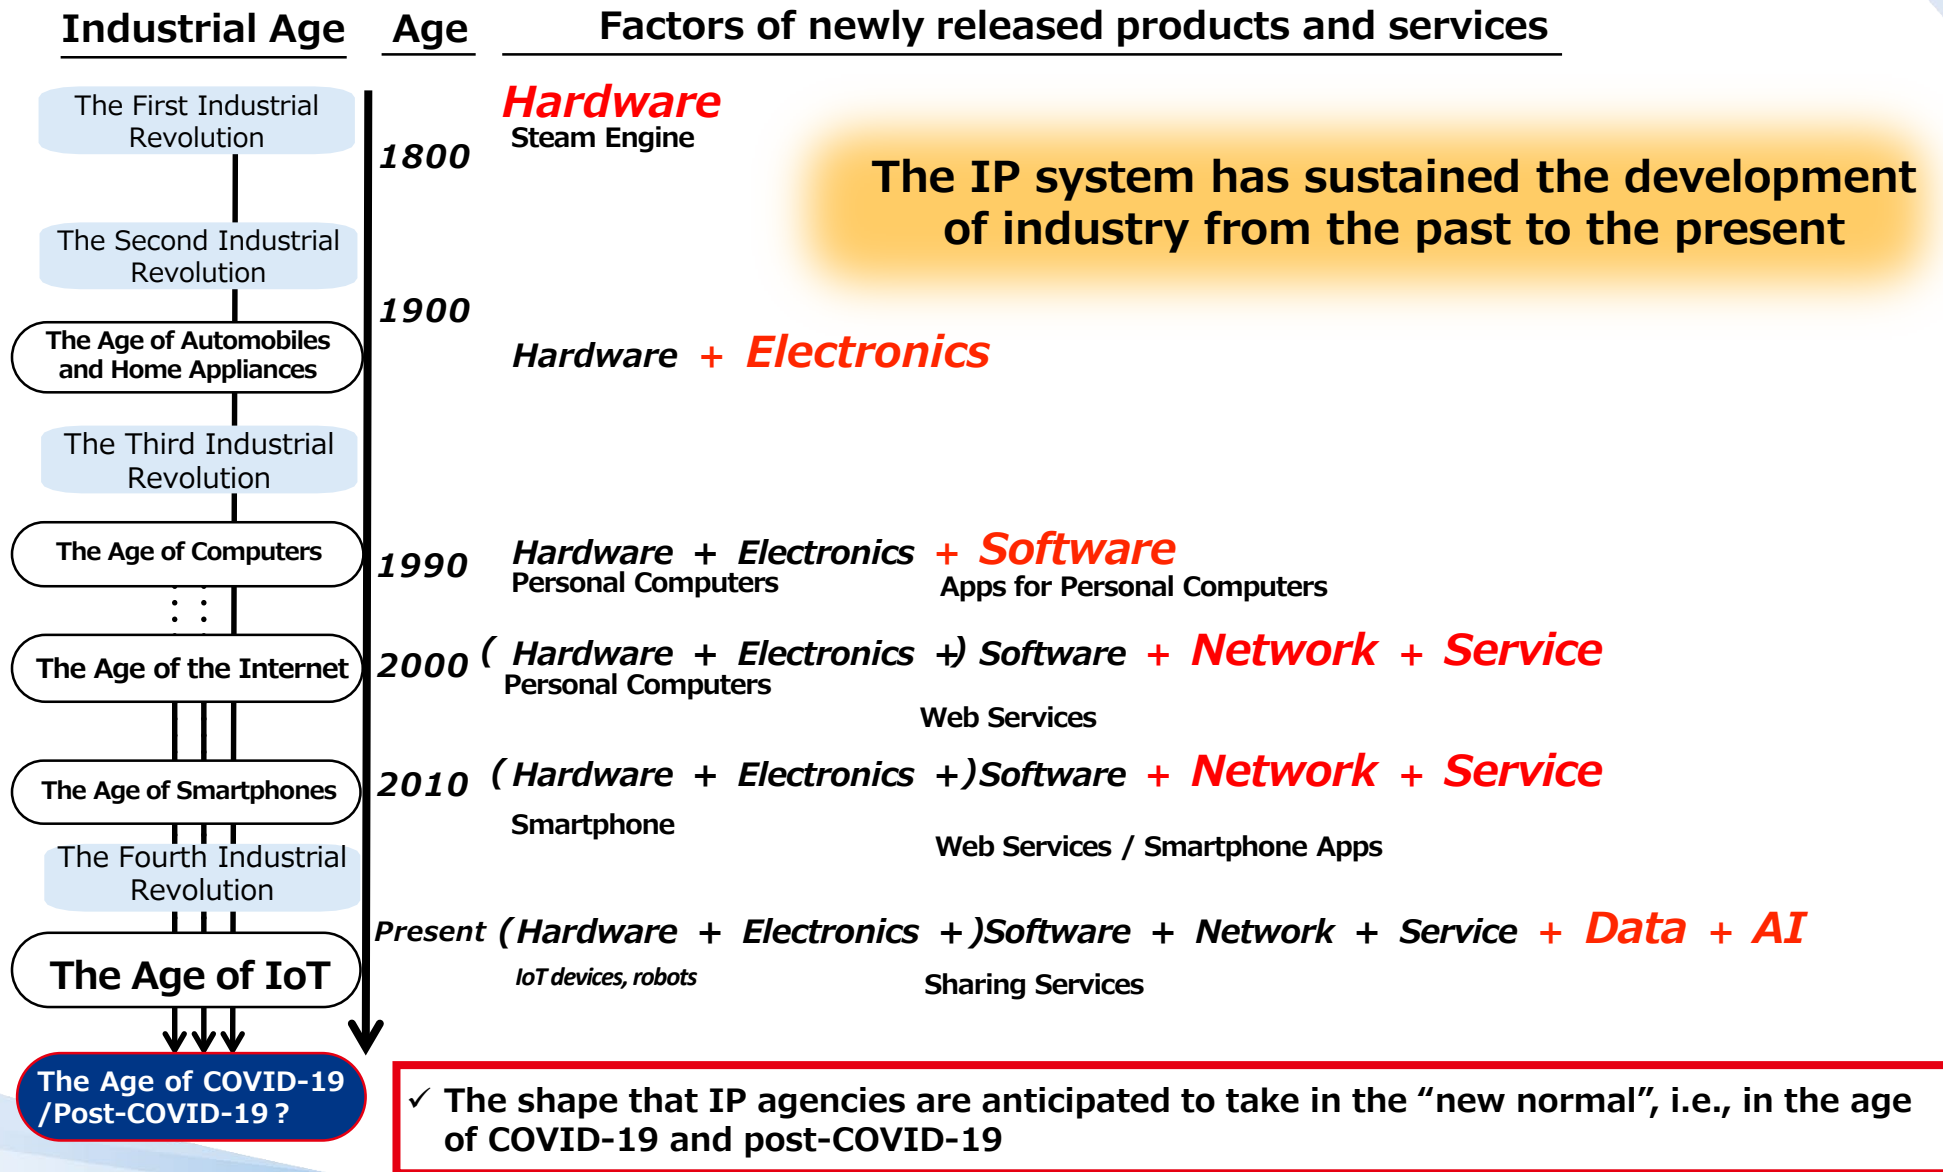 Industrial Age
Age
Factors of newly released products and services
The First Industrial
Revolution
1800
Hardware
Steam Engine
The IP system has sustained the development
of industry from the past to the present
The Second Industrial
Revolution
1900
The Age of Automobiles
and Home Appliances
Hardware + Electronics
The Third Industrial
Revolution
The Age of Computers
1990
Hardware + Electronics + Software
Personal Computers
Apps for Personal Computers
The Age of the Internet
2000
( Hardware + Electronics +) Software + Network + Service
Personal Computers
Web Services
The Age of Smartphones
2010
( Hardware + Electronics +)Software + Network + Service
Smartphone
Web Services / Smartphone Apps
The Fourth Industrial
Revolution
Present
(Hardware + Electronics +)Software + Network + Service + Data + AI
IoT devices, robots
Sharing Services
The Age of IoT
The Age of COVID-19
/Post-COVID-19 ?
✓ The shape that IP agencies are anticipated to take in the “new normal”, i.e., in the age
of COVID-19 and post-COVID-19